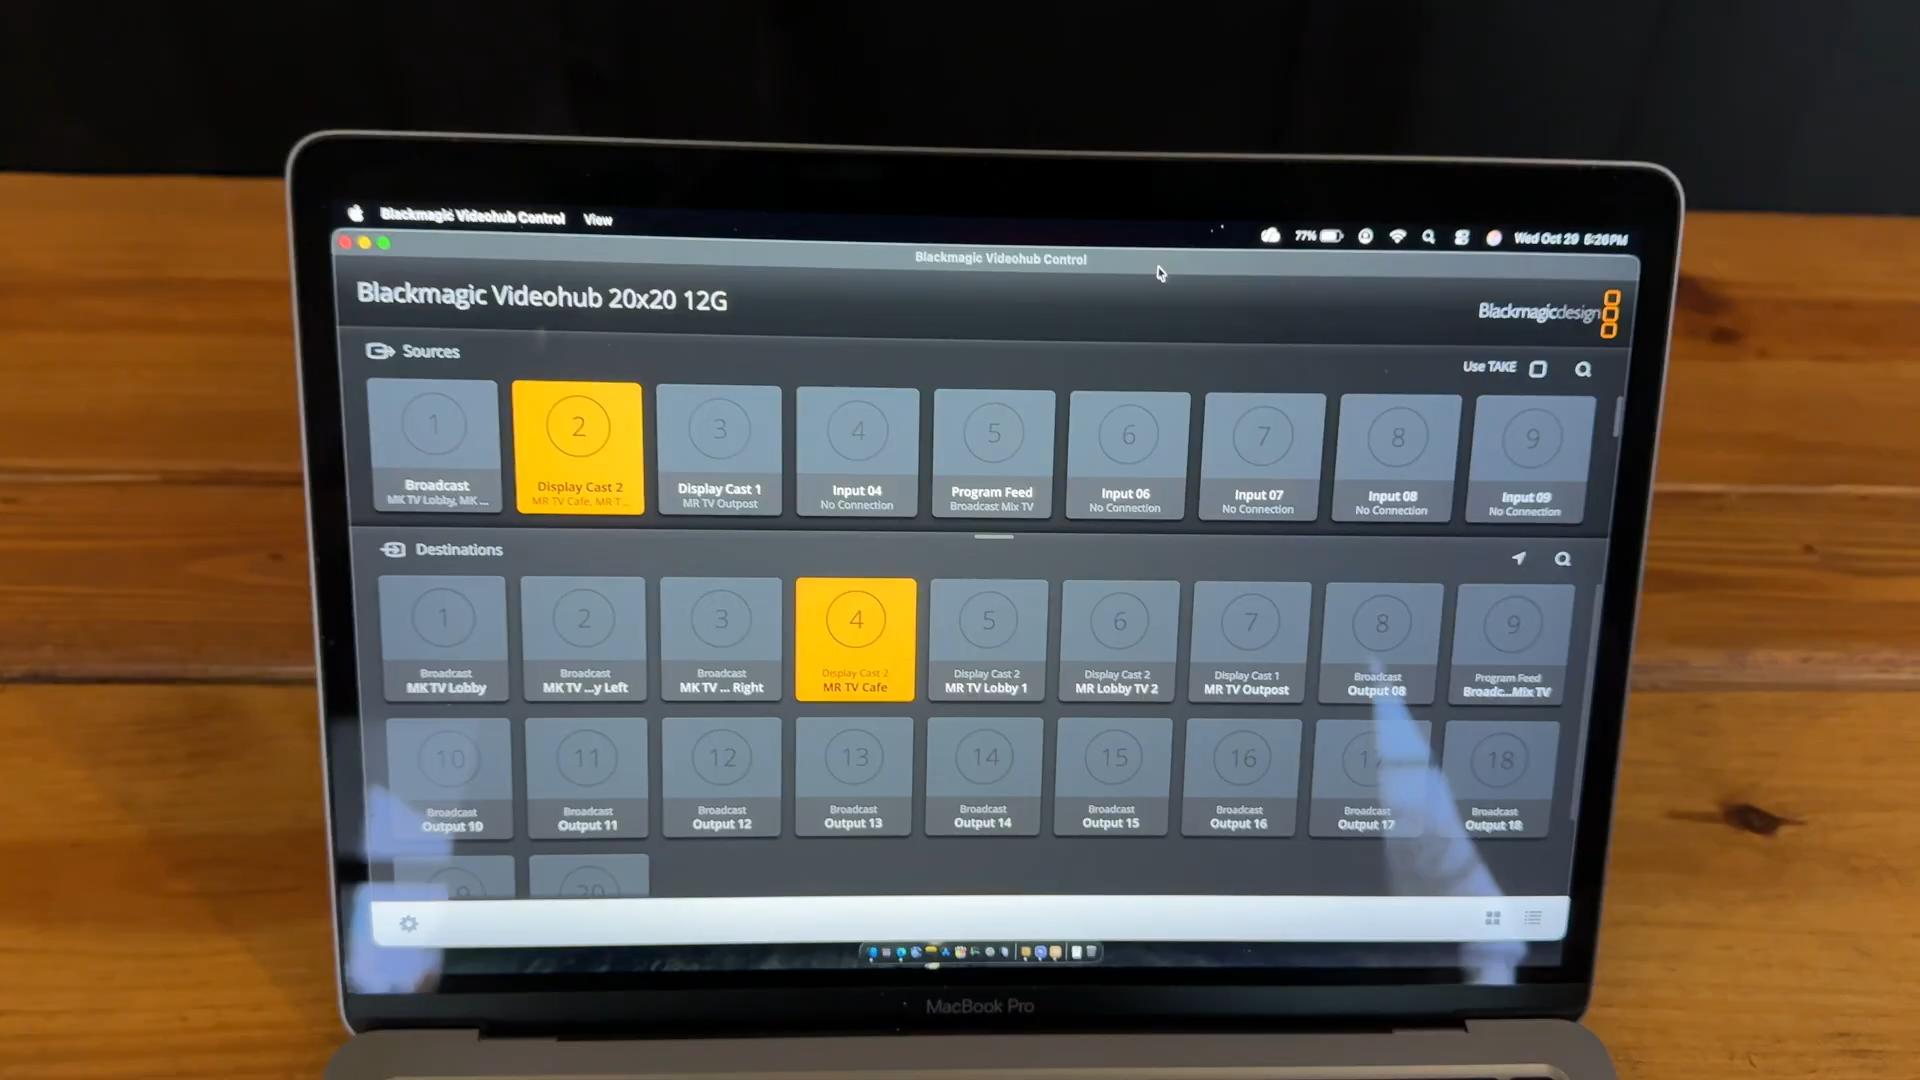 Blackmagic Videohub Control View
77% Wed Oct 29 5:26PM
Blackmagic Videohub Control
Blackmagic Videohub 20x20 12G
Blackmagicdesign
Sources
Use TAKE
1 2 3 4 5 6 7 8 9
Broadcast Display Cast 2 Display Cast 1 Input 04 Program Feed Input 06 Input 07 Input 08 Input 09
MK TV Lobby, MK ... MR TV Cafe, MR T... MR TV Outpost No Connection Broadcast Mix TV No Connection No Connection No Connection No Connection
Destinations
1 2 3 4 5 6 7 8 9
Broadcast Broadcast Broadcast Display Cast 2 Display Cast 2 Display Cast 2 Display Cast 1 Broadcast Program Feed
MK TV Lobby MK TV ...y Left MK TV ... Right MR TV Cafe MR TV Lobby 1 MR Lobby TV 2 MR TV Outpost Output 08 Broadc...Mix TV
10 11 12 13 14 15 16 17 18
Broadcast Broadcast Broadcast Broadcast Broadcast Broadcast Broadcast Broadcast Broadcast
Output 10 Output 11 Output 12 Output 13 Output 14 Output 15 Output 16 Output 17 Output 18
20
MacBook Pro